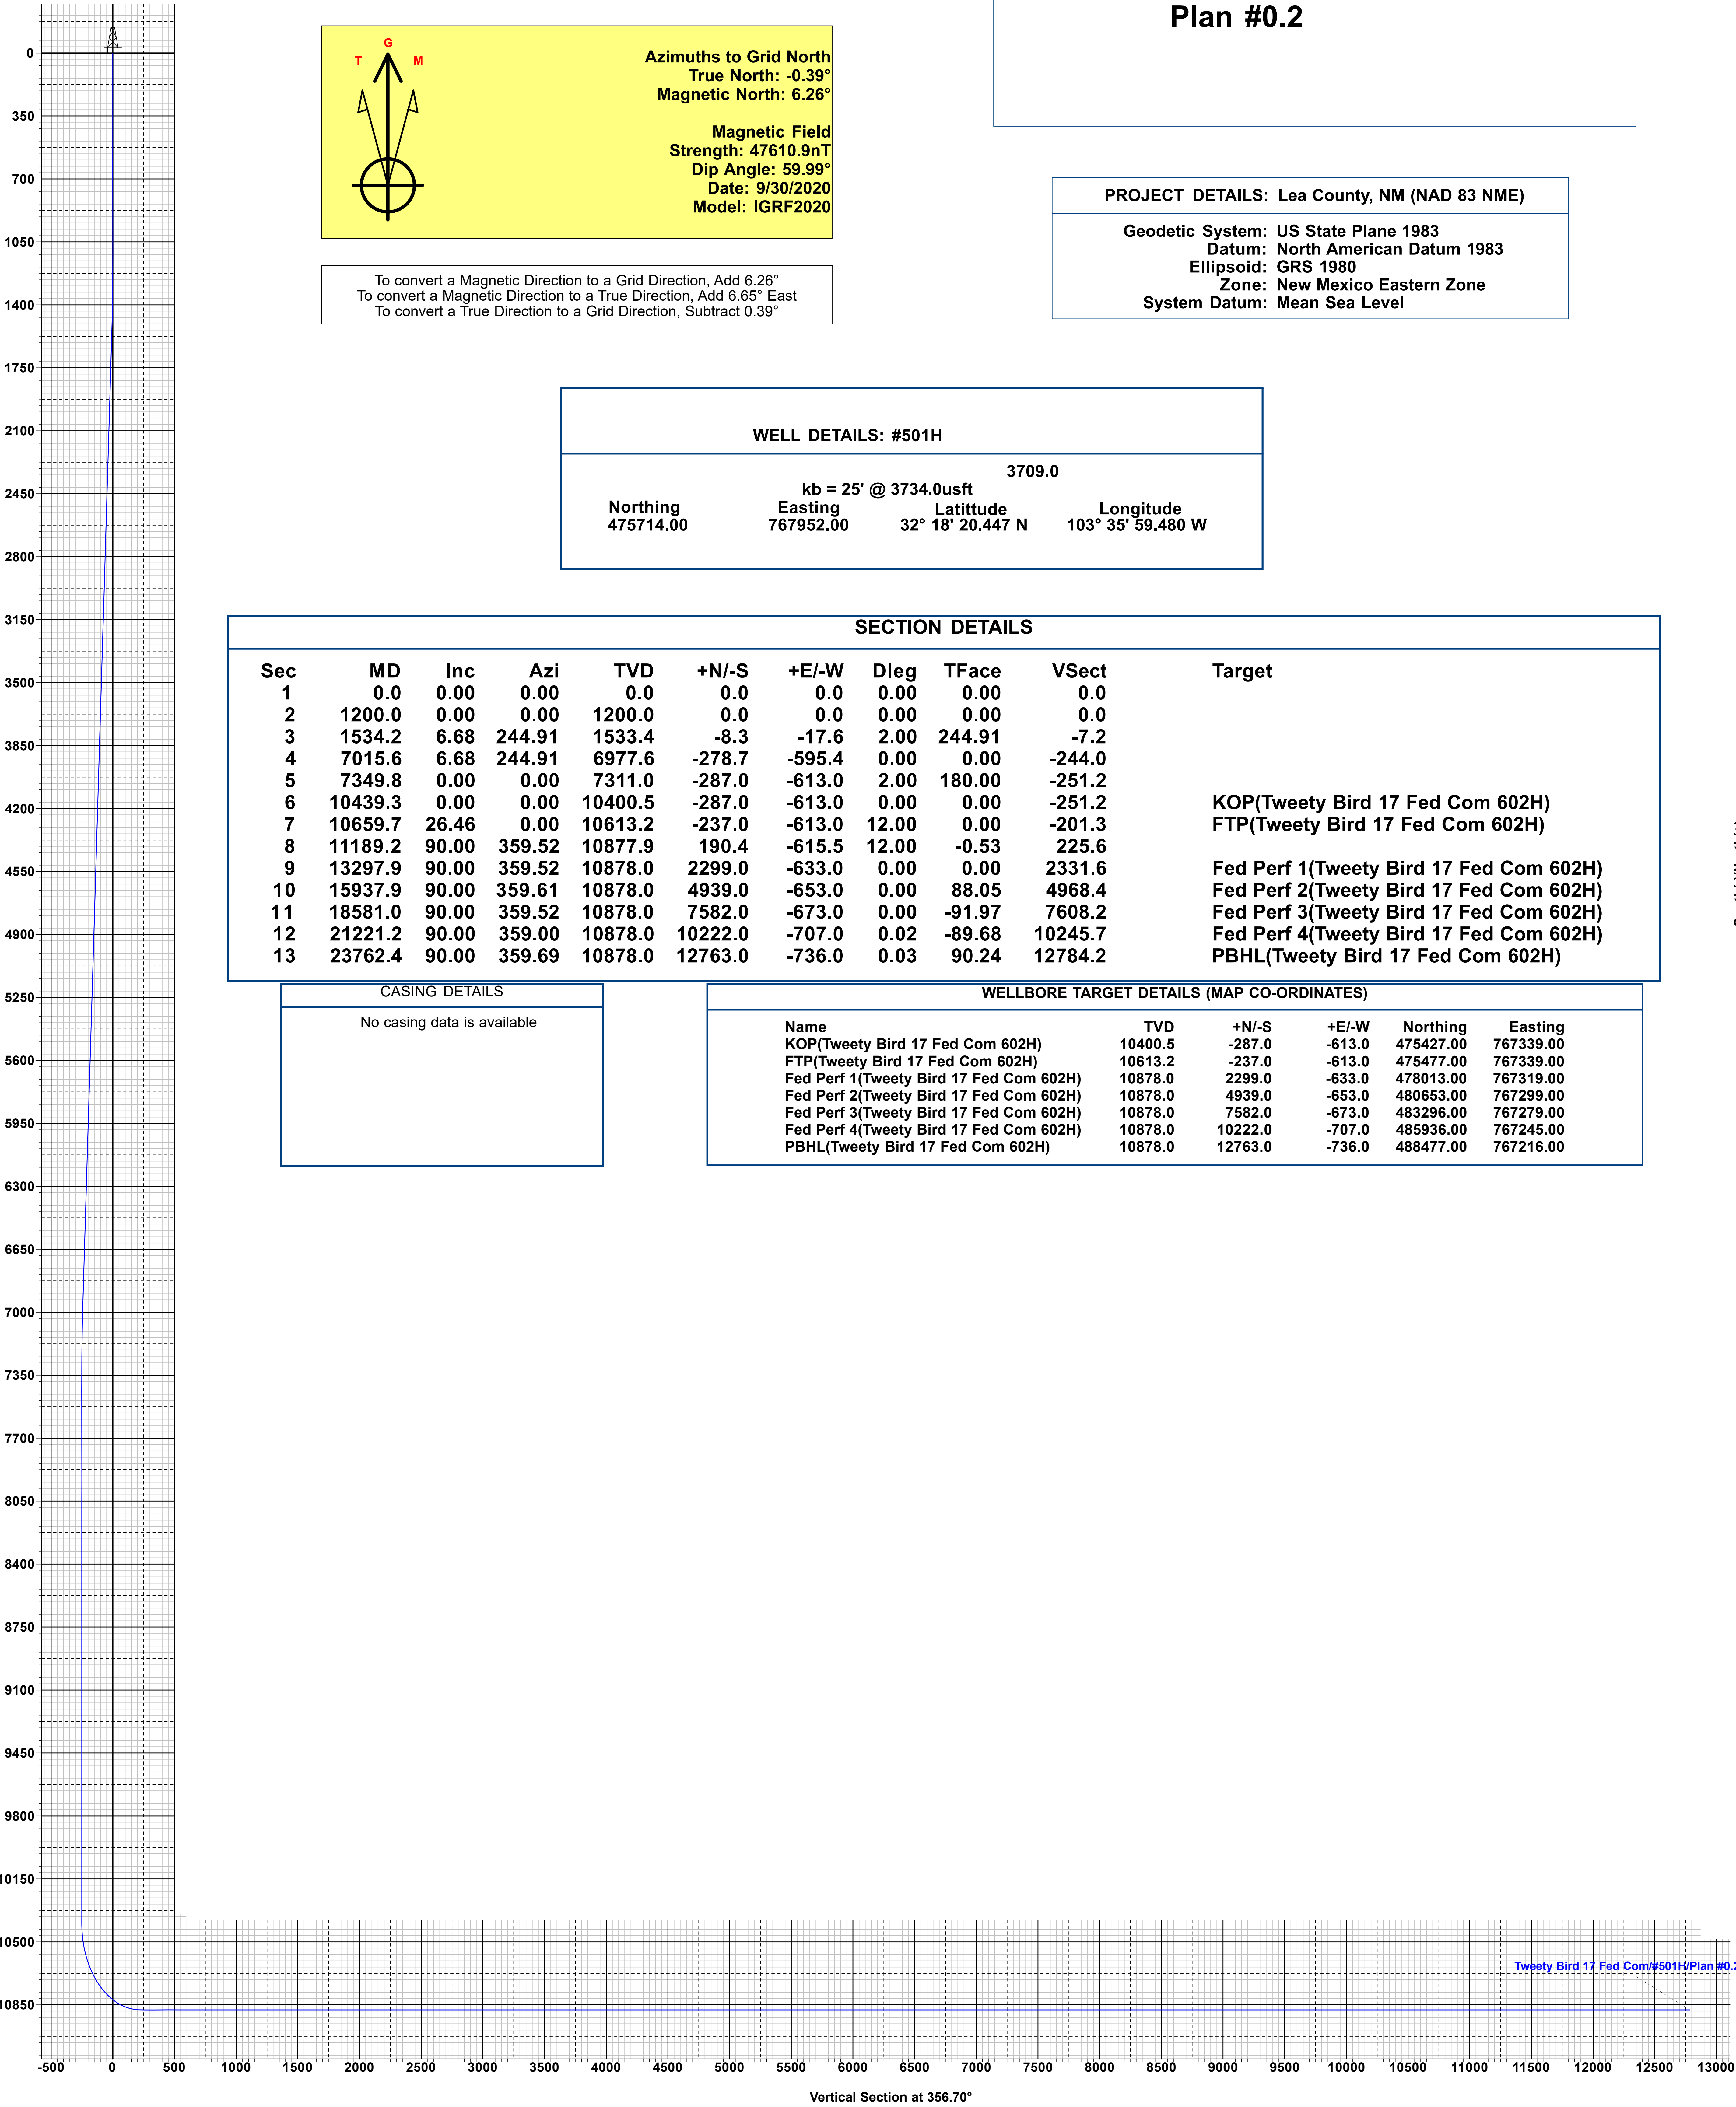 Plan #0.2
G
T M
Azimuths to Grid North
True North: -0.39°
Magnetic North: 6.26°
Magnetic Field
Strength: 47610.9nT
Dip Angle: 59.99°
Date: 9/30/2020
Model: IGRF2020
To convert a Magnetic Direction to a Grid Direction, Add 6.26°
To convert a Magnetic Direction to a True Direction, Add 6.65° East
To convert a True Direction to a Grid Direction, Subtract 0.39°
PROJECT DETAILS: Lea County, NM (NAD 83 NME)
Geodetic System: US State Plane 1983
Datum: North American Datum 1983
Ellipsoid: GRS 1980
Zone: New Mexico Eastern Zone
System Datum: Mean Sea Level
WELL DETAILS: #501H
3709.0
kb = 25' @ 3734.0usft
Northing Easting Latittude Longitude
475714.00 767952.00 32° 18' 20.447 N 103° 35' 59.480 W
SECTION DETAILS
Sec MD Inc Azi TVD +N/-S +E/-W Dleg TFace VSect Target
1 0.0 0.00 0.00 0.0 0.0 0.0 0.00 0.00 0.0
2 1200.0 0.00 0.00 1200.0 0.0 0.0 0.00 0.00 0.0
3 1534.2 6.68 244.91 1533.4 -8.3 -17.6 2.00 244.91 -7.2
4 7015.6 6.68 244.91 6977.6 -278.7 -595.4 0.00 0.00 -244.0
5 7349.8 0.00 0.00 7311.0 -287.0 -613.0 2.00 180.00 -251.2
6 10439.3 0.00 0.00 10400.5 -287.0 -613.0 0.00 0.00 -251.2 KOP(Tweety Bird 17 Fed Com 602H)
7 10659.7 26.46 0.00 10613.2 -237.0 -613.0 12.00 0.00 -201.3 FTP(Tweety Bird 17 Fed Com 602H)
8 11189.2 90.00 359.52 10877.9 190.4 -615.5 12.00 -0.53 225.6
9 13297.9 90.00 359.52 10878.0 2299.0 -633.0 0.00 0.00 2331.6 Fed Perf 1(Tweety Bird 17 Fed Com 602H)
10 15937.9 90.00 359.61 10878.0 4939.0 -653.0 0.00 88.05 4968.4 Fed Perf 2(Tweety Bird 17 Fed Com 602H)
11 18581.0 90.00 359.52 10878.0 7582.0 -673.0 0.00 -91.97 7608.2 Fed Perf 3(Tweety Bird 17 Fed Com 602H)
12 21221.2 90.00 359.00 10878.0 10222.0 -707.0 0.02 -89.68 10245.7 Fed Perf 4(Tweety Bird 17 Fed Com 602H)
13 23762.4 90.00 359.69 10878.0 12763.0 -736.0 0.03 90.24 12784.2 PBHL(Tweety Bird 17 Fed Com 602H)
CASING DETAILS
No casing data is available
WELLBORE TARGET DETAILS (MAP CO-ORDINATES)
Name TVD +N/-S +E/-W Northing Easting
KOP(Tweety Bird 17 Fed Com 602H) 10400.5 -287.0 -613.0 475427.00 767339.00
FTP(Tweety Bird 17 Fed Com 602H) 10613.2 -237.0 -613.0 475477.00 767339.00
Fed Perf 1(Tweety Bird 17 Fed Com 602H) 10878.0 2299.0 -633.0 478013.00 767319.00
Fed Perf 2(Tweety Bird 17 Fed Com 602H) 10878.0 4939.0 -653.0 480653.00 767299.00
Fed Perf 3(Tweety Bird 17 Fed Com 602H) 10878.0 7582.0 -673.0 483296.00 767279.00
Fed Perf 4(Tweety Bird 17 Fed Com 602H) 10878.0 10222.0 -707.0 485936.00 767245.00
PBHL(Tweety Bird 17 Fed Com 602H) 10878.0 12763.0 -736.0 488477.00 767216.00
0
350
700
1050
1400
1750
2100
2450
2800
3150
3500
3850
4200
4550
4900
5250
5600
5950
6300
6650
7000
7350
7700
8050
8400
8750
9100
9450
9800
10150
10500
10850
Tweety Bird 17 Fed Com/#501H/Plan #0.2
-500 0 500 1000 1500 2000 2500 3000 3500 4000 4500 5000 5500 6000 6500 7000 7500 8000 8500 9000 9500 10000 10500 11000 11500 12000 12500 13000
Vertical Section at 356.70°